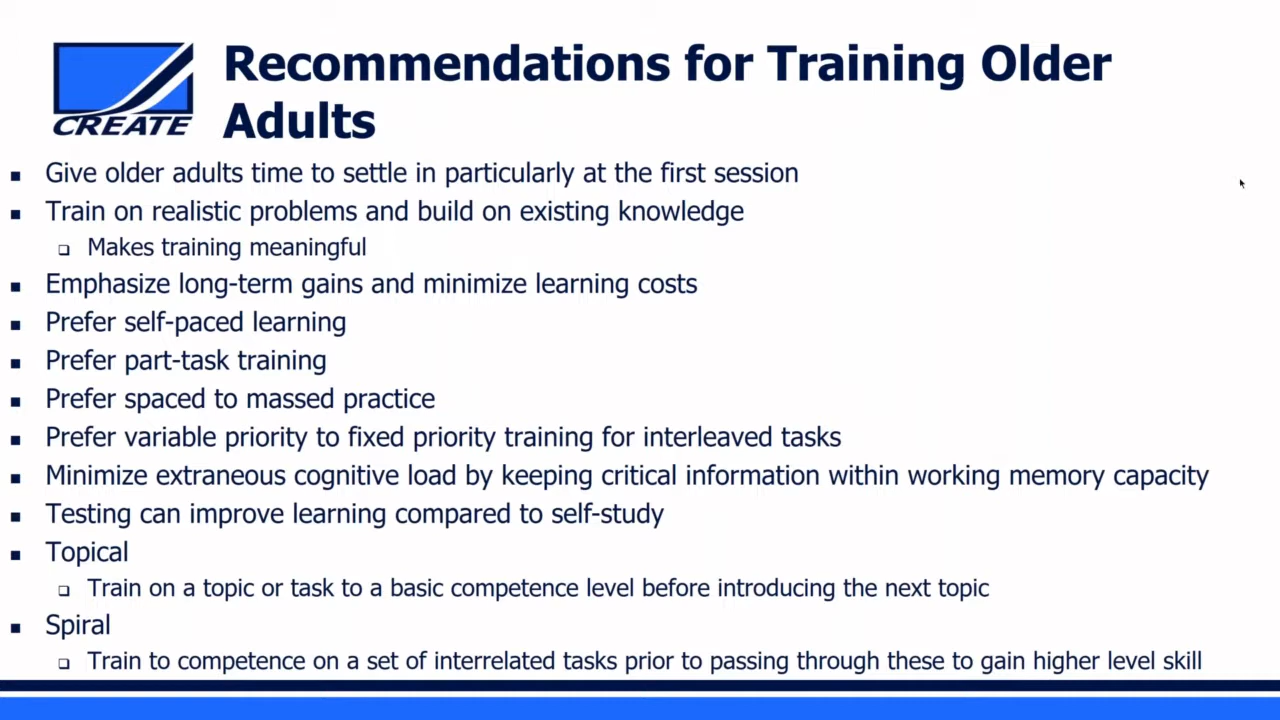 Recommendations for Training Older
Adults
CREATE
Give older adults time to settle in particularly at the first session
Train on realistic problems and build on existing knowledge
Makes training meaningful
Emphasize long-term gains and minimize learning costs
Prefer self-paced learning
Prefer part-task training
Prefer spaced to massed practice
Prefer variable priority to fixed priority training for interleaved tasks
Minimize extraneous cognitive load by keeping critical information within working memory capacity
Testing can improve learning compared to self-study
Topical
Train on a topic or task to a basic competence level before introducing the next topic
Spiral
Train to competence on a set of interrelated tasks prior to passing through these to gain higher level skill